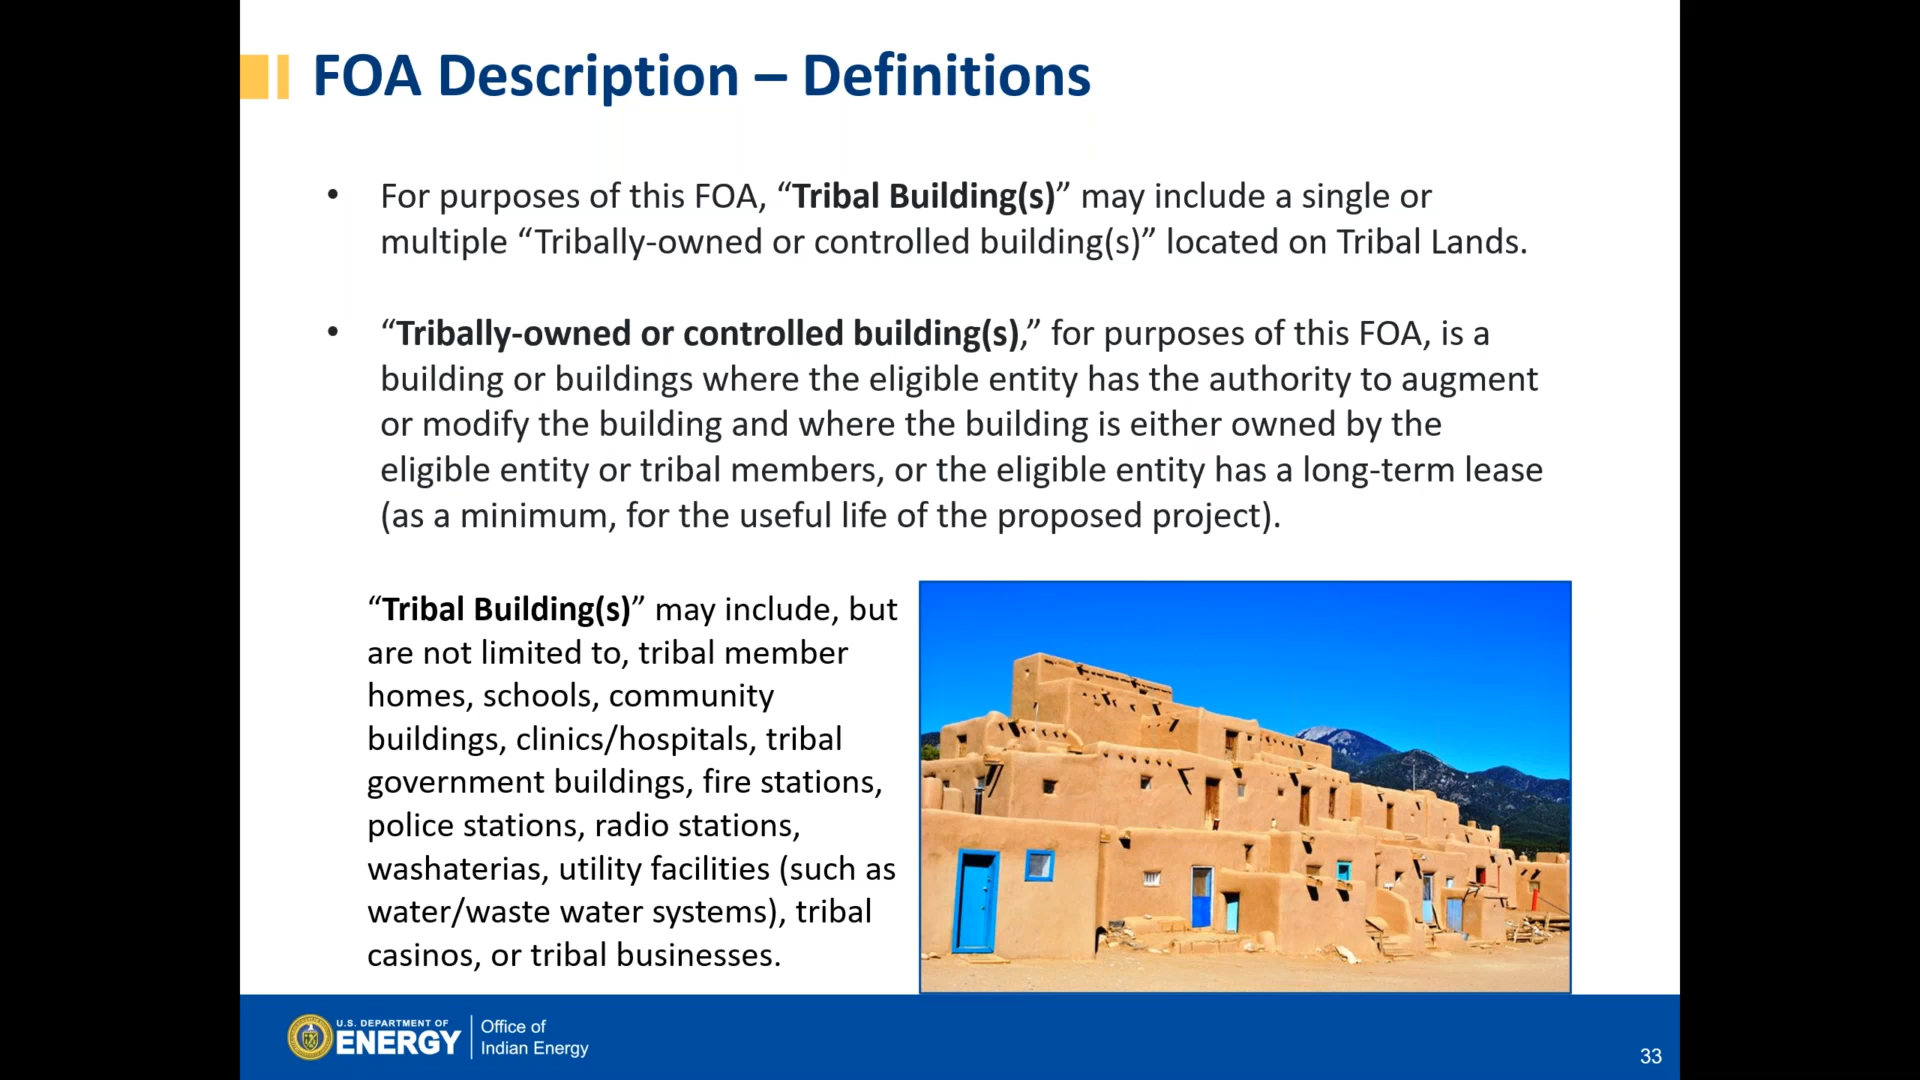 FOA Description – Definitions
• For purposes of this FOA, “Tribal Building(s)” may include a single or
multiple “Tribally-owned or controlled building(s)” located on Tribal Lands.
• “Tribally-owned or controlled building(s),” for purposes of this FOA, is a
building or buildings where the eligible entity has the authority to augment
or modify the building and where the building is either owned by the
eligible entity or tribal members, or the eligible entity has a long-term lease
(as a minimum, for the useful life of the proposed project).
“Tribal Building(s)” may include, but
are not limited to, tribal member
homes, schools, community
buildings, clinics/hospitals, tribal
government buildings, fire stations,
police stations, radio stations,
washaterias, utility facilities (such as
water/waste water systems), tribal
casinos, or tribal businesses.
U.S. DEPARTMENT OF
ENERGY
Office of
Indian Energy
33